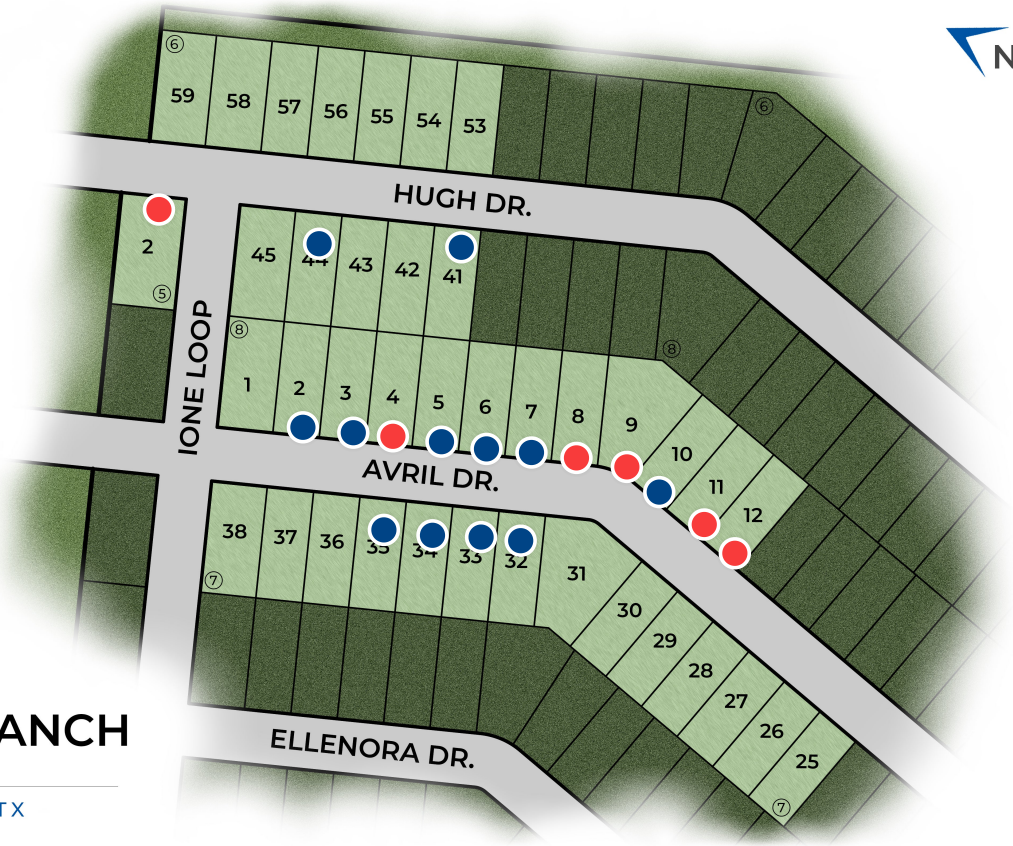 N
6
59 58 57 56 55 54 53
6
HUGH DR.
2
5
45 44 43 42 41
IONE LOOP
8
8
1 2 3 4 5 6 7 8 9 10 11 12
AVRIL DR.
38 37 36 35 34 33 32 31 30 29 28 27 26 25
7
7
ANCH
ELLENORA DR.
TX